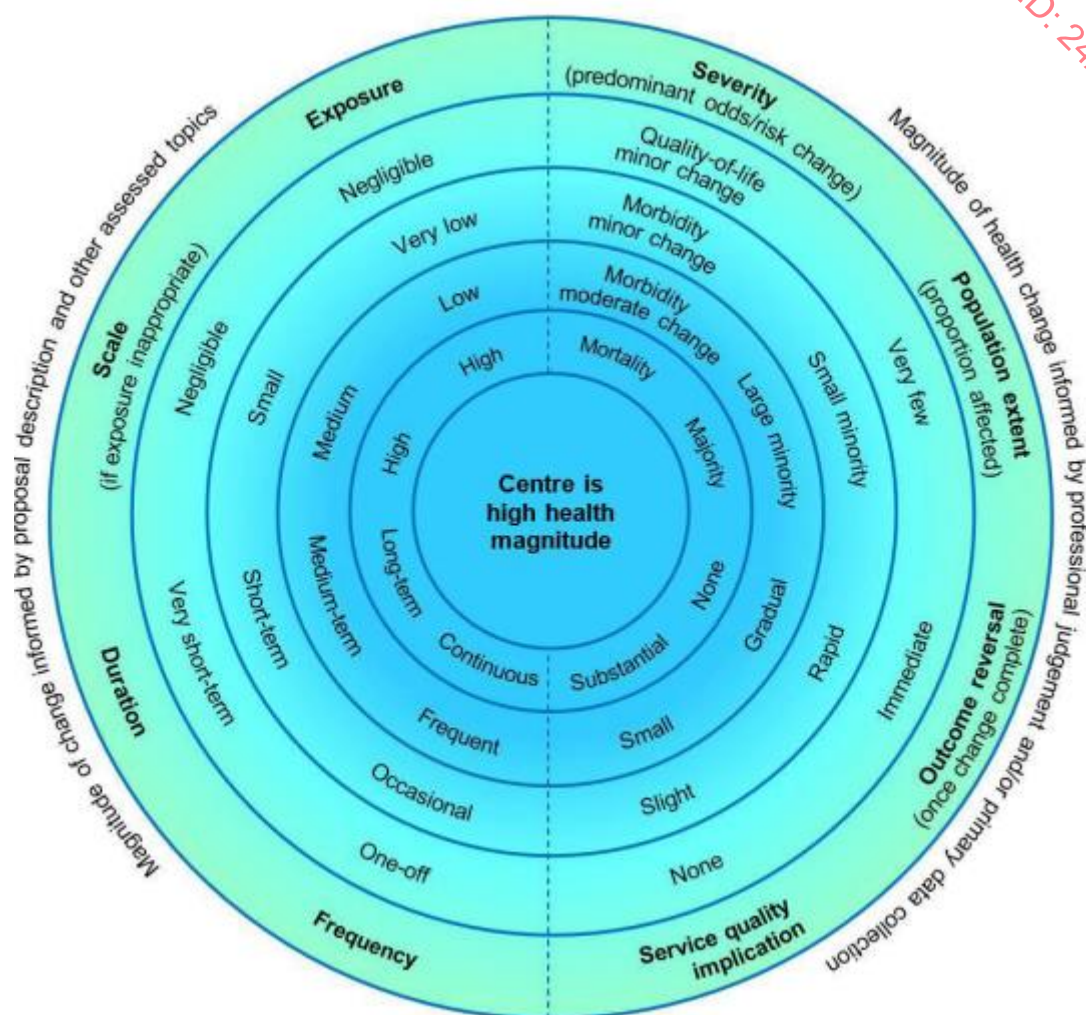 ID: 24
Magnitude of change informed by proposal description and other assessed topics
Magnitude of health change informed by professional judgement and/or primary data collection
Exposure
Negligible
Very low
Low
High
Severity
(predominant odds/risk change)
Quality-of-life
minor change
Morbidity
minor change
Morbidity
moderate change
Mortality
Scale
(if exposure inappropriate)
Negligible
Small
Medium
High
Population extent
(proportion affected)
Very few
Small minority
Large minority
Majority
Centre is
high health
magnitude
Duration
Very short-term
Short-term
Medium-term
Long-term
Outcome reversal
(once change complete)
Immediate
Rapid
Gradual
None
Frequency
One-off
Occasional
Frequent
Continuous
Service quality
implication
None
Slight
Small
Substantial